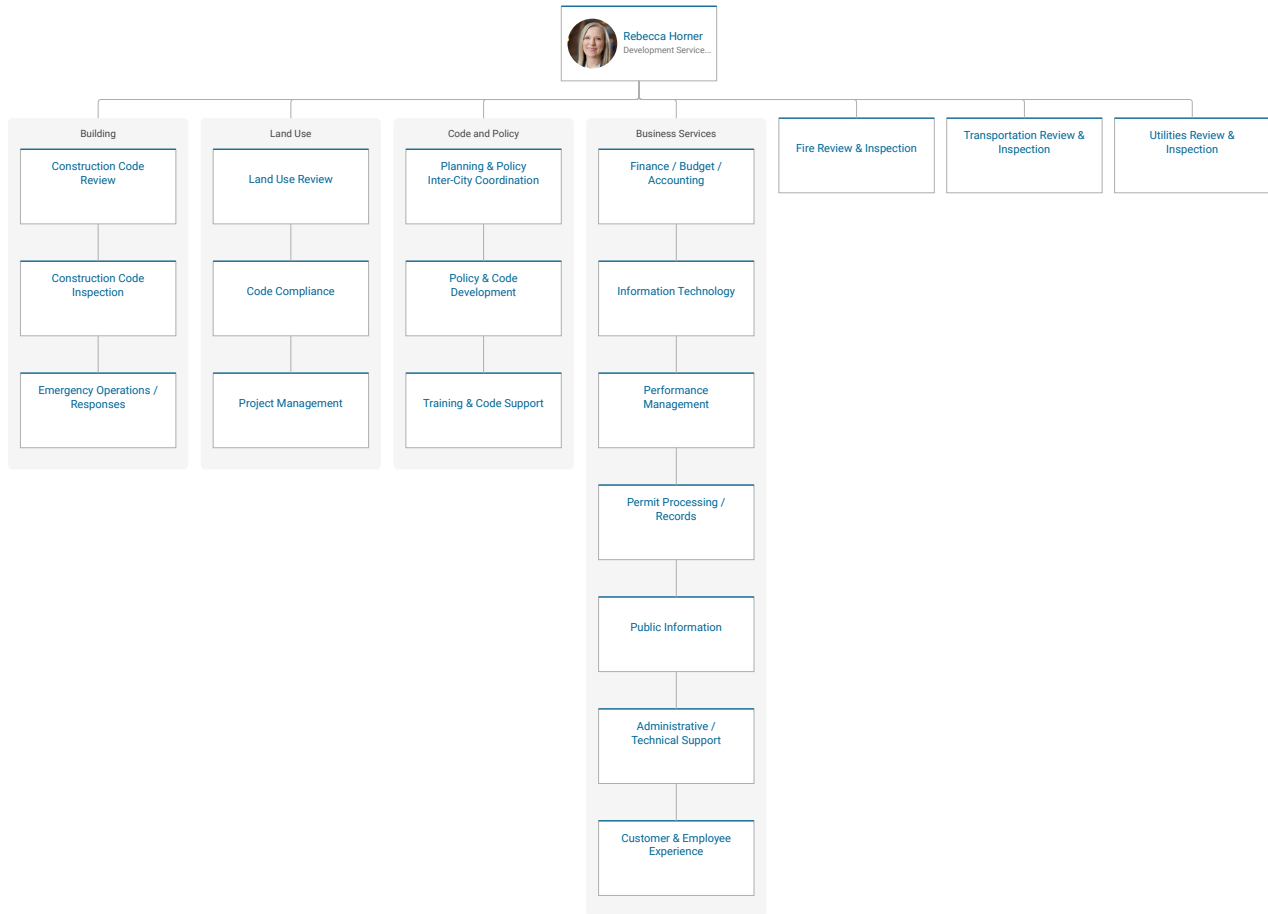 Rebecca Horner
Development Service...
Building
Construction Code
Review
Construction Code
Inspection
Emergency Operations /
Responses
Land Use
Land Use Review
Code Compliance
Project Management
Code and Policy
Planning & Policy
Inter-City Coordination
Policy & Code
Development
Training & Code Support
Business Services
Finance / Budget /
Accounting
Information Technology
Performance
Management
Permit Processing /
Records
Public Information
Administrative /
Technical Support
Customer & Employee
Experience
Fire Review & Inspection
Transportation Review &
Inspection
Utilities Review &
Inspection